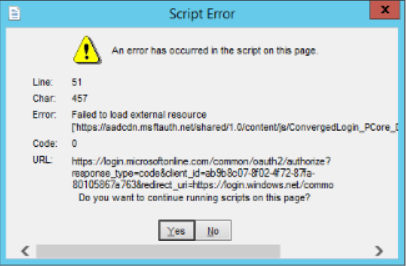 Script Error
x
An error has occurred in the script on this page.
Line: 51
Char: 457
Error: Failed to load external resource
['https://aadcdn.msftauth.net/shared/1.0/content/js/ConvergedLogin_PCore_D
Code: 0
URL: https://login.microsoftonline.com/common/oauth2/authorize?
response_type=code&client_id=ab9b8c07-8f02-4f72-87fa-
80105867a763&redirect_uri=https://login.windows.net/commo
Do you want to continue running scripts on this page?
Yes No